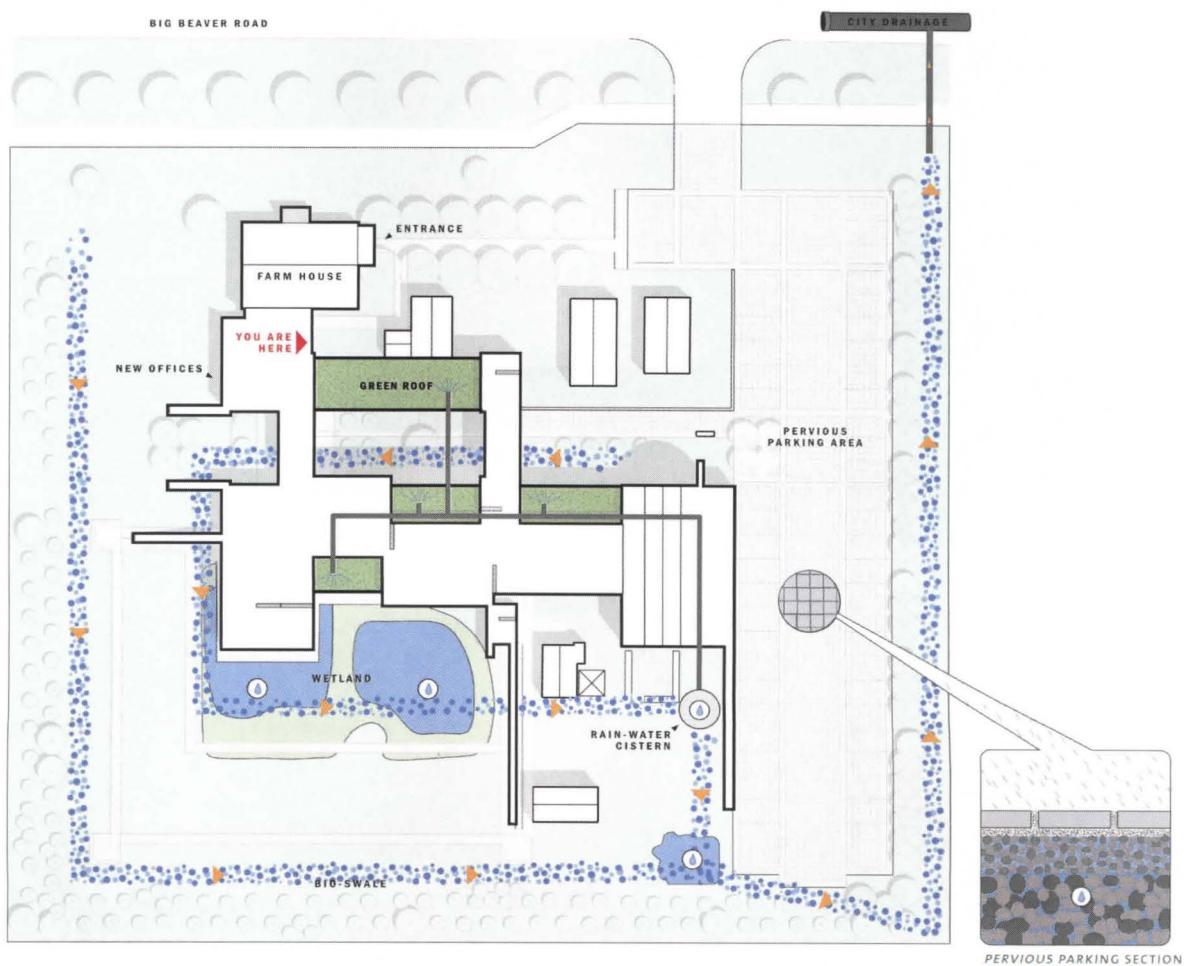 BIG BEAVER ROAD
CITY DRAINAGE
ENTRANCE
FARM HOUSE
YOU ARE
HERE
NEW OFFICES
GREEN ROOF
PERVIOUS
PARKING AREA
WETLAND
RAIN-WATER
CISTERN
BIO-SWALE
PERVIOUS PARKING SECTION